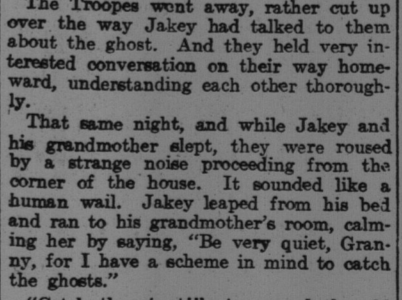 The Troopes went away, rather cut up
over the way Jakey had talked to them
about the ghost. And they held very in-
terested conversation on their way home-
ward, understanding each other thorough-
ly.
That same night, and while Jakey and
his grandmother slept, they were roused
by a strange noise proceeding from the
corner of the house. It sounded like a
human wail. Jakey leaped from his bed
and ran to his grandmother's room, calm-
ing her by saying, "Be very quiet, Gran-
ny, for I have a scheme in mind to catch
the ghosts."